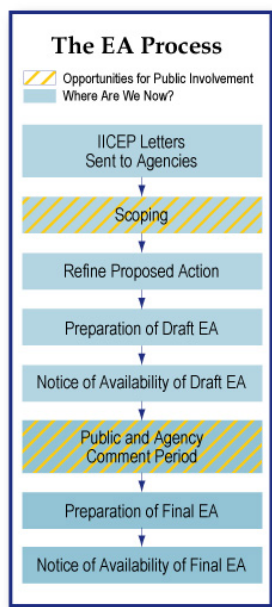 The EA Process
Opportunities for Public Involvement
Where Are We Now?
IICEP Letters
Sent to Agencies
Scoping
Refine Proposed Action
Preparation of Draft EA
Notice of Availability of Draft EA
Public and Agency
Comment Period
Preparation of Final EA
Notice of Availability of Final EA